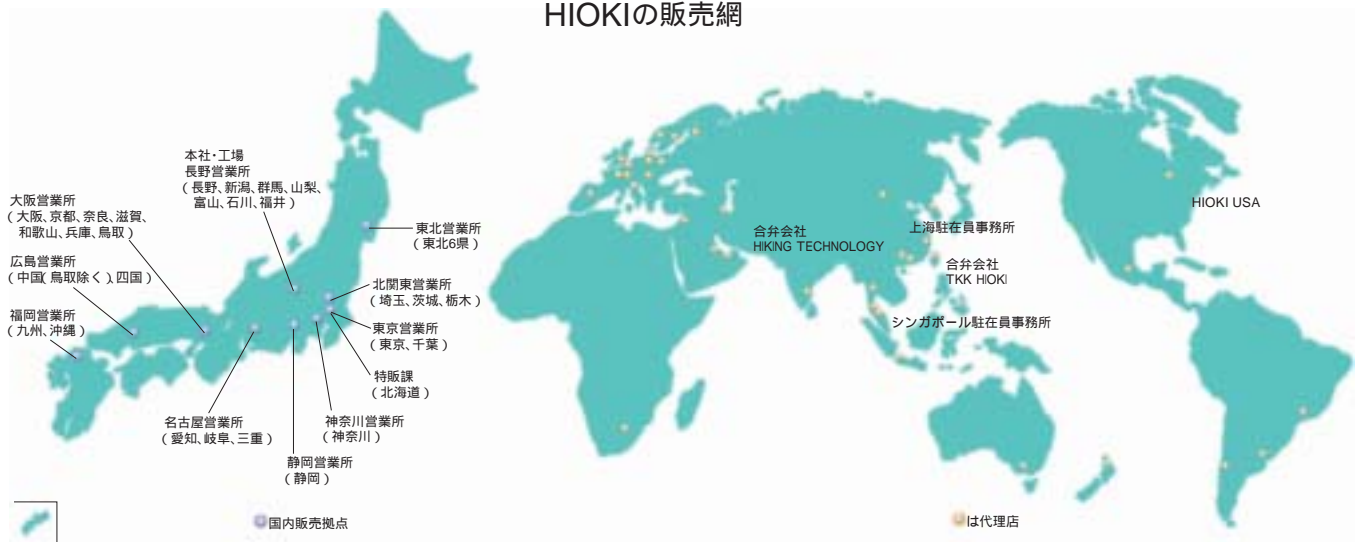 HIOKIの販売網
本社・工場
長野営業所
(長野、新潟、群馬、山梨、
富山、石川、福井)
大阪営業所
(大阪、京都、奈良、滋賀、
和歌山、兵庫、鳥取)
広島営業所
(中国(鳥取除く)、四国)
福岡営業所
(九州、沖縄)
東北営業所
(東北6県)
北関東営業所
(埼玉、茨城、栃木)
東京営業所
(東京、千葉)
特販課
(北海道)
名古屋営業所
(愛知、岐阜、三重)
神奈川営業所
(神奈川)
静岡営業所
(静岡)
国内販売拠点
合弁会社
HIKING TECHNOLOGY
上海駐在員事務所
合弁会社
TKK HIOKI
シンガポール駐在員事務所
HIOKI USA
は代理店